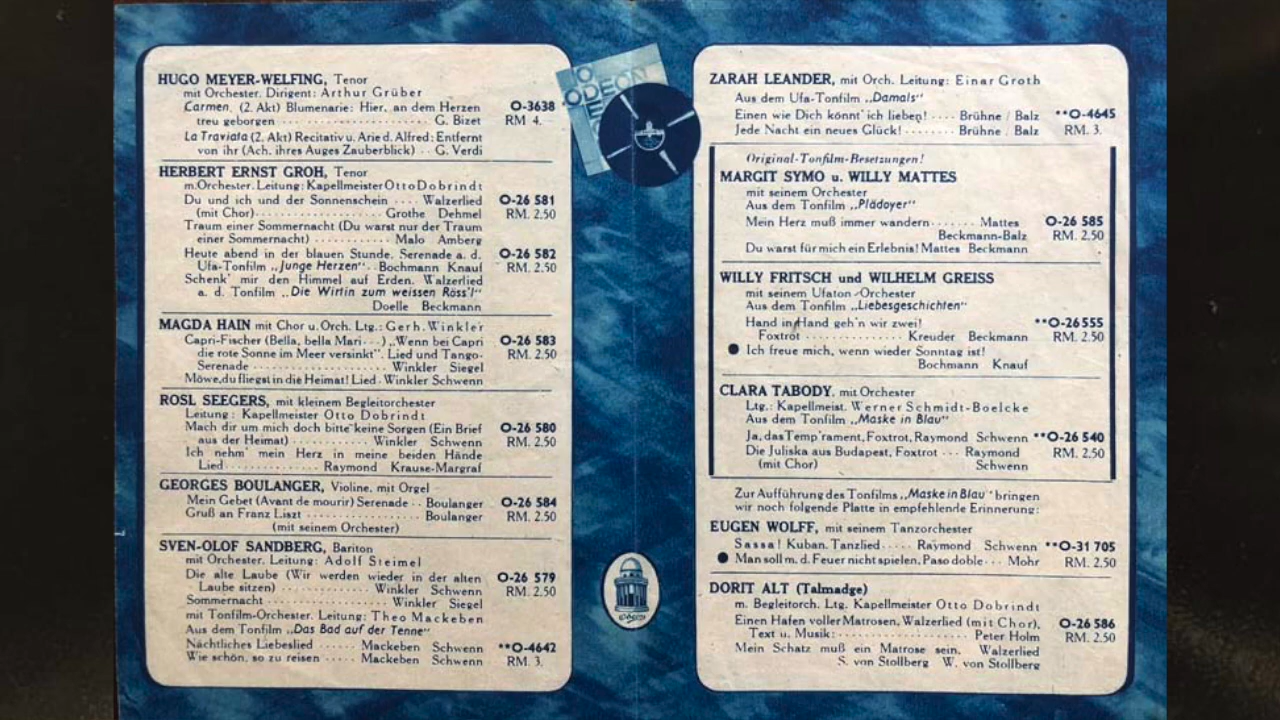 HUGO MEYER-WELFING, Tenor
mit Orchester. Dirigent: Arthur Grüber
Carmen, (2. Akt) Blumenarie: Hier, an dem Herzen O-3638
treu geborgen ········· G. Bizet RM 4.
La Traviata (2. Akt) Recitativ u. Arie d. Alfred: Entfernt
von ihr (Ach, ihres Auges Zauberblick) ·· G. Verdi
HERBERT ERNST GROH, Tenor
m. Orchester. Leitung: Kapellmeister Otto Dobrindt
Du und ich und der Sonnenschein ···· Walzerlied O-26 581
(mit Chor) ··············· Grothe Dehmel RM. 2.50
Traum einer Sommernacht (Du warst nur der Traum
einer Sommernacht) ·········· Malo Amberg
Heute abend in der blauen Stunde. Serenade a. d. O-26 582
Ufa-Tonfilm „Junge Herzen" ·· Bochmann Knauf RM. 2.50
Schenk' mir den Himmel auf Erden. Walzerlied
a. d. Tonfilm „Die Wirtin zum weissen Röss'l"
Doelle Beckmann
MAGDA HAIN mit Chor u. Orch. Ltg.: Gerh. Winkler
Capri-Fischer (Bella, bella Mari···) „Wenn bei Capri O-26 583
die rote Sonne im Meer versinkt". Lied und Tango- RM. 2.50
Serenade ·············· Winkler Siegel
Möwe, du fliegst in die Heimat! Lied · Winkler Schwenn
ROSL SEEGERS, mit kleinem Begleitorchester
Leitung: Kapellmeister Otto Dobrindt
Mach dir um mich doch bitte keine Sorgen (Ein Brief O-26 580
aus der Heimat) ········· Winkler Schwenn RM. 2.50
Ich nehm' mein Herz in meine beiden Hände
Lied ············ Raymond Krause-Margraf
GEORGES BOULANGER, Violine, mit Orgel
Mein Gebet (Avant de mourir) Serenade ·· Boulanger O-26 584
Gruß an Franz Liszt ·········· Boulanger RM. 2.50
(mit seinem Orchester)
SVEN-OLOF SANDBERG, Bariton
mit Orchester. Leitung: Adolf Steimel
Die alte Laube (Wir werden wieder in der alten O-26 579
Laube sitzen) ··········· Winkler Schwenn RM. 2.50
Sommernacht ············· Winkler Siegel
mit Tonfilm-Orchester. Leitung: Theo Mackeben
Aus dem Tonfilm „Das Bad auf der Tenne"
Nächtliches Liebeslied ····· Mackeben Schwenn **O-4642
Wie schön, so zu reisen ····· Mackeben Schwenn RM. 3.
ODEON
Odeon
ZARAH LEANDER, mit Orch. Leitung: Einar Groth
Aus dem Ufa-Tonfilm „Damals"
Einen wie Dich könnt' ich lieben! ···· Brühne / Balz **O-4645
Jede Nacht ein neues Glück! ········ Brühne / Balz RM. 3.
Original-Tonfilm-Besetzungen!
MARGIT SYMO u. WILLY MATTES
mit seinem Orchester
Aus dem Tonfilm „Plädoyer"
Mein Herz muß immer wandern ······· Mattes O-26 585
Beckmann-Balz RM. 2.50
Du warst für mich ein Erlebnis! Mattes Beckmann
WILLY FRITSCH und WILHELM GREISS
mit seinem Ufaton-Orchester
Aus dem Tonfilm „Liebesgeschichten"
Hand in Hand geh'n wir zwei! **O-26 555
Foxtrot ·············· Kreuder Beckmann RM. 2.50
● Ich freue mich, wenn wieder Sonntag ist!
Bochmann Knauf
CLARA TABODY, mit Orchester
Ltg.: Kapellmeist. Werner Schmidt-Boelcke
Aus dem Tonfilm „Maske in Blau"
Ja, das Temp'rament, Foxtrot, Raymond Schwenn **O-26 540
Die Juliska aus Budapest, Foxtrot ··· Raymond RM. 2.50
(mit Chor) Schwenn
Zur Aufführung des Tonfilms „Maske in Blau" bringen
wir noch folgende Platte in empfehlende Erinnerung:
EUGEN WOLFF, mit seinem Tanzorchester
Sassa! Kuban. Tanzlied ····· Raymond Schwenn **O-31 705
● Man soll m. d. Feuer nicht spielen, Paso doble ··· Mohr RM. 2.50
DORIT ALT (Talmadge)
m. Begleitorch. Ltg. Kapellmeister Otto Dobrindt
Einen Hafen voller Matrosen, Walzerlied (mit Chor), O-26 586
Text u. Musik: ················ Peter Holm RM. 2.50
Mein Schatz muß ein Matrose sein. Walzerlied
S. von Stollberg W. von Stollberg